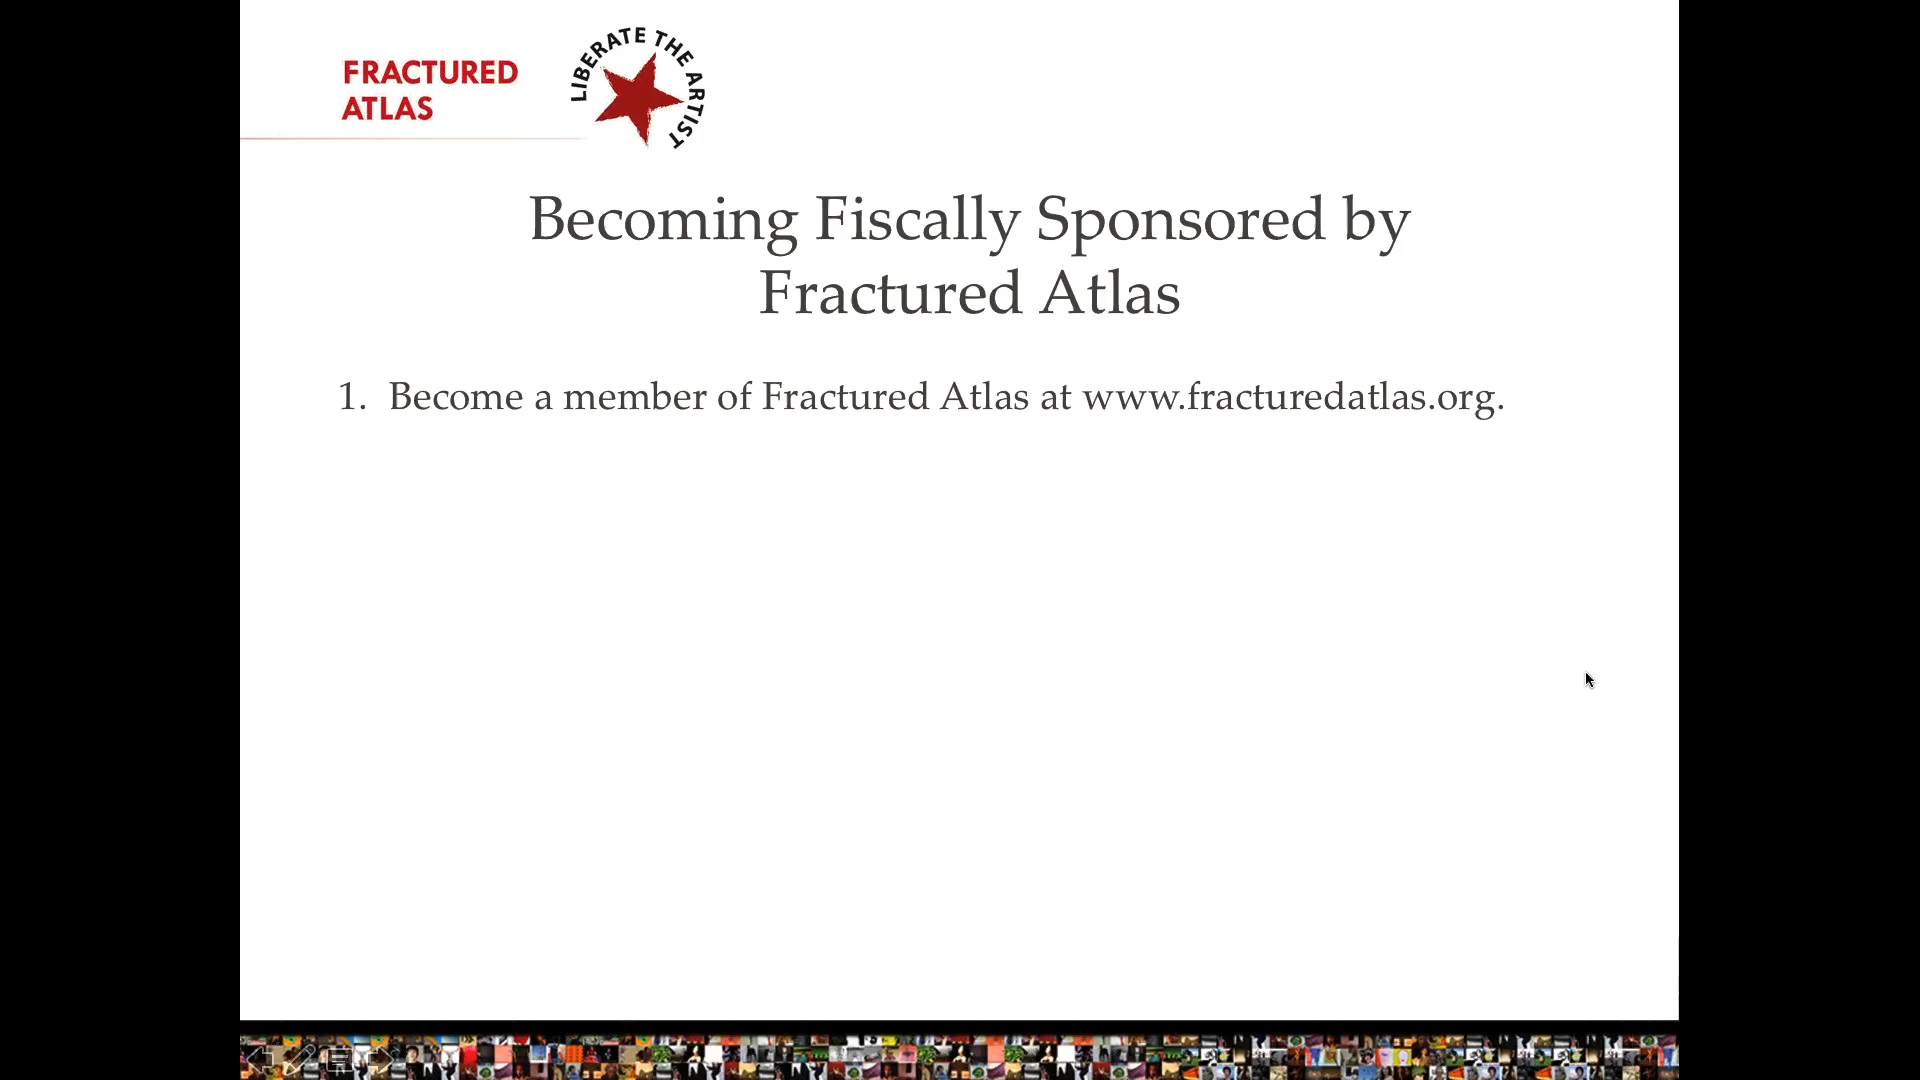 FRACTURED
ATLAS
LIBERATE THE ARTIST
Becoming Fiscally Sponsored by
Fractured Atlas
1. Become a member of Fractured Atlas at www.fracturedatlas.org.